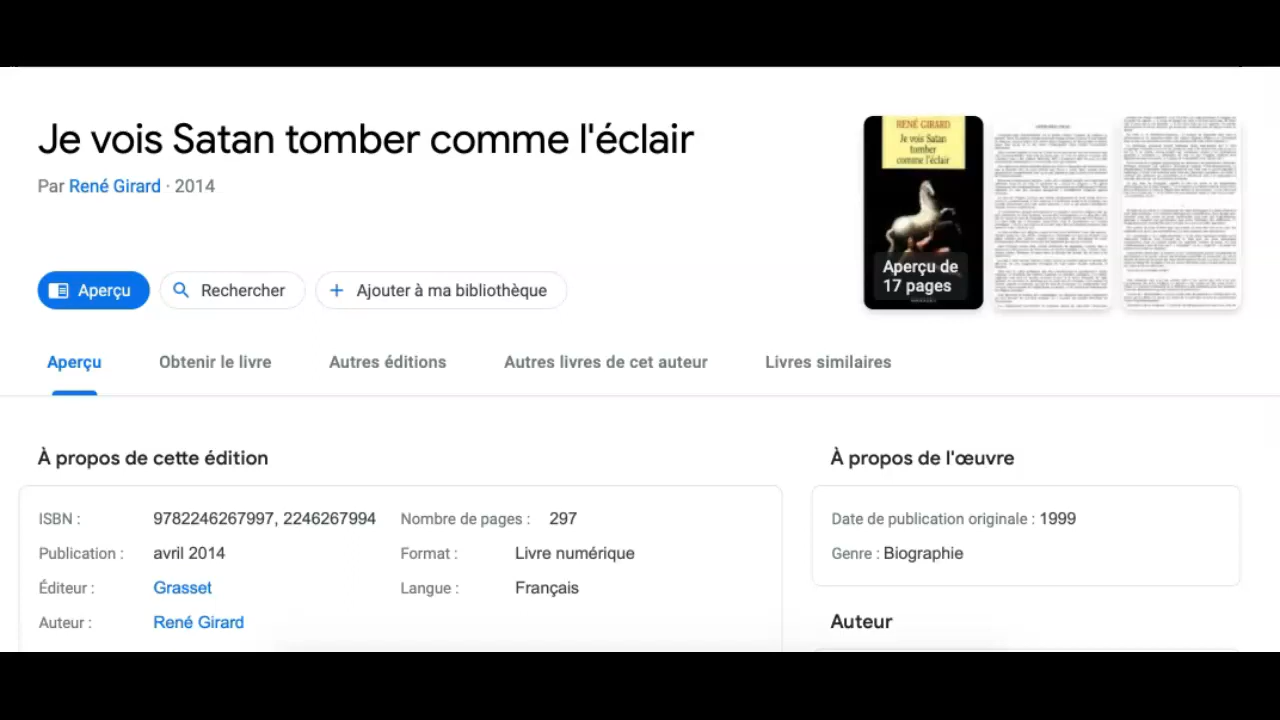 Je vois Satan tomber comme l'éclair
Par René Girard · 2014
RENÉ GIRARD
Je vois Satan
tomber
comme l'éclair
Aperçu de
17 pages
Aperçu
Rechercher
+ Ajouter à ma bibliothèque
Aperçu
Obtenir le livre
Autres éditions
Autres livres de cet auteur
Livres similaires
À propos de cette édition
ISBN : 9782246267997, 2246267994
Nombre de pages : 297
Publication : avril 2014
Format : Livre numérique
Éditeur : Grasset
Langue : Français
Auteur : René Girard
À propos de l'œuvre
Date de publication originale : 1999
Genre : Biographie
Auteur